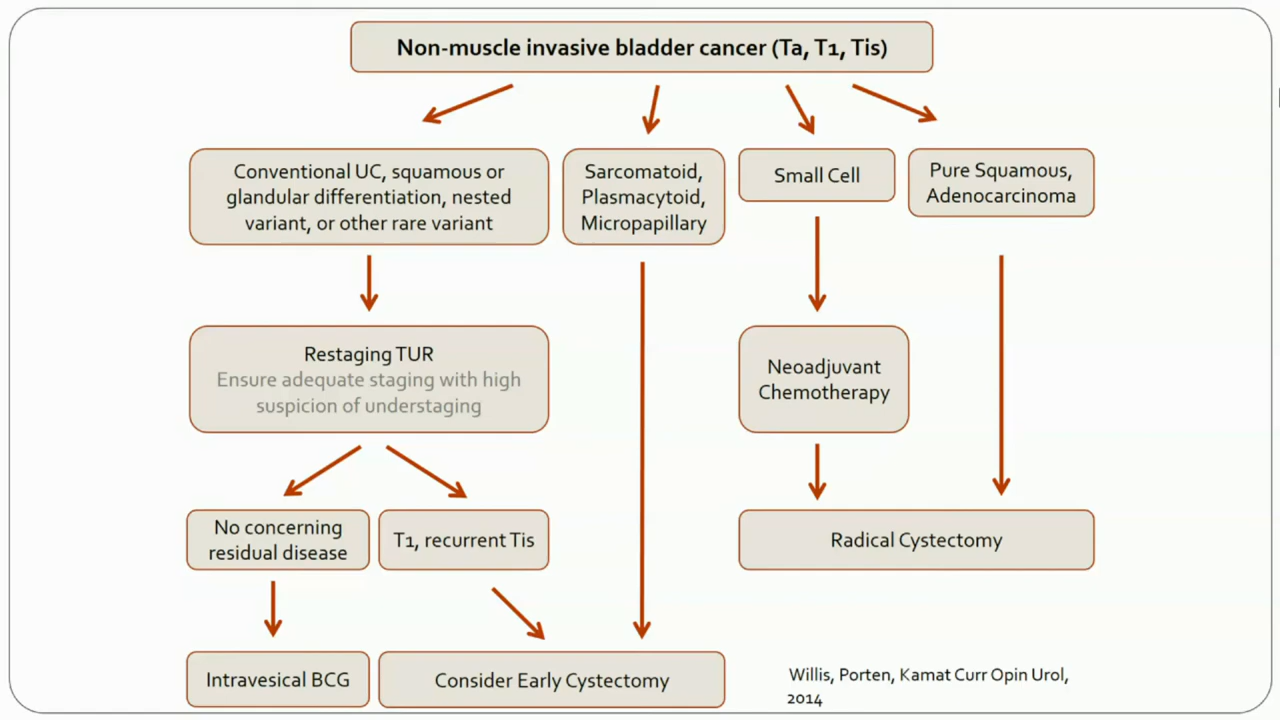 Non-muscle invasive bladder cancer (Ta, T1, Tis)
Conventional UC, squamous or
glandular differentiation, nested
variant, or other rare variant
Sarcomatoid,
Plasmacytoid,
Micropapillary
Small Cell
Pure Squamous,
Adenocarcinoma
Restaging TUR
Ensure adequate staging with high
suspicion of understaging
Neoadjuvant
Chemotherapy
No concerning
residual disease
T1, recurrent Tis
Radical Cystectomy
Intravesical BCG
Consider Early Cystectomy
Willis, Porten, Kamat Curr Opin Urol,
2014